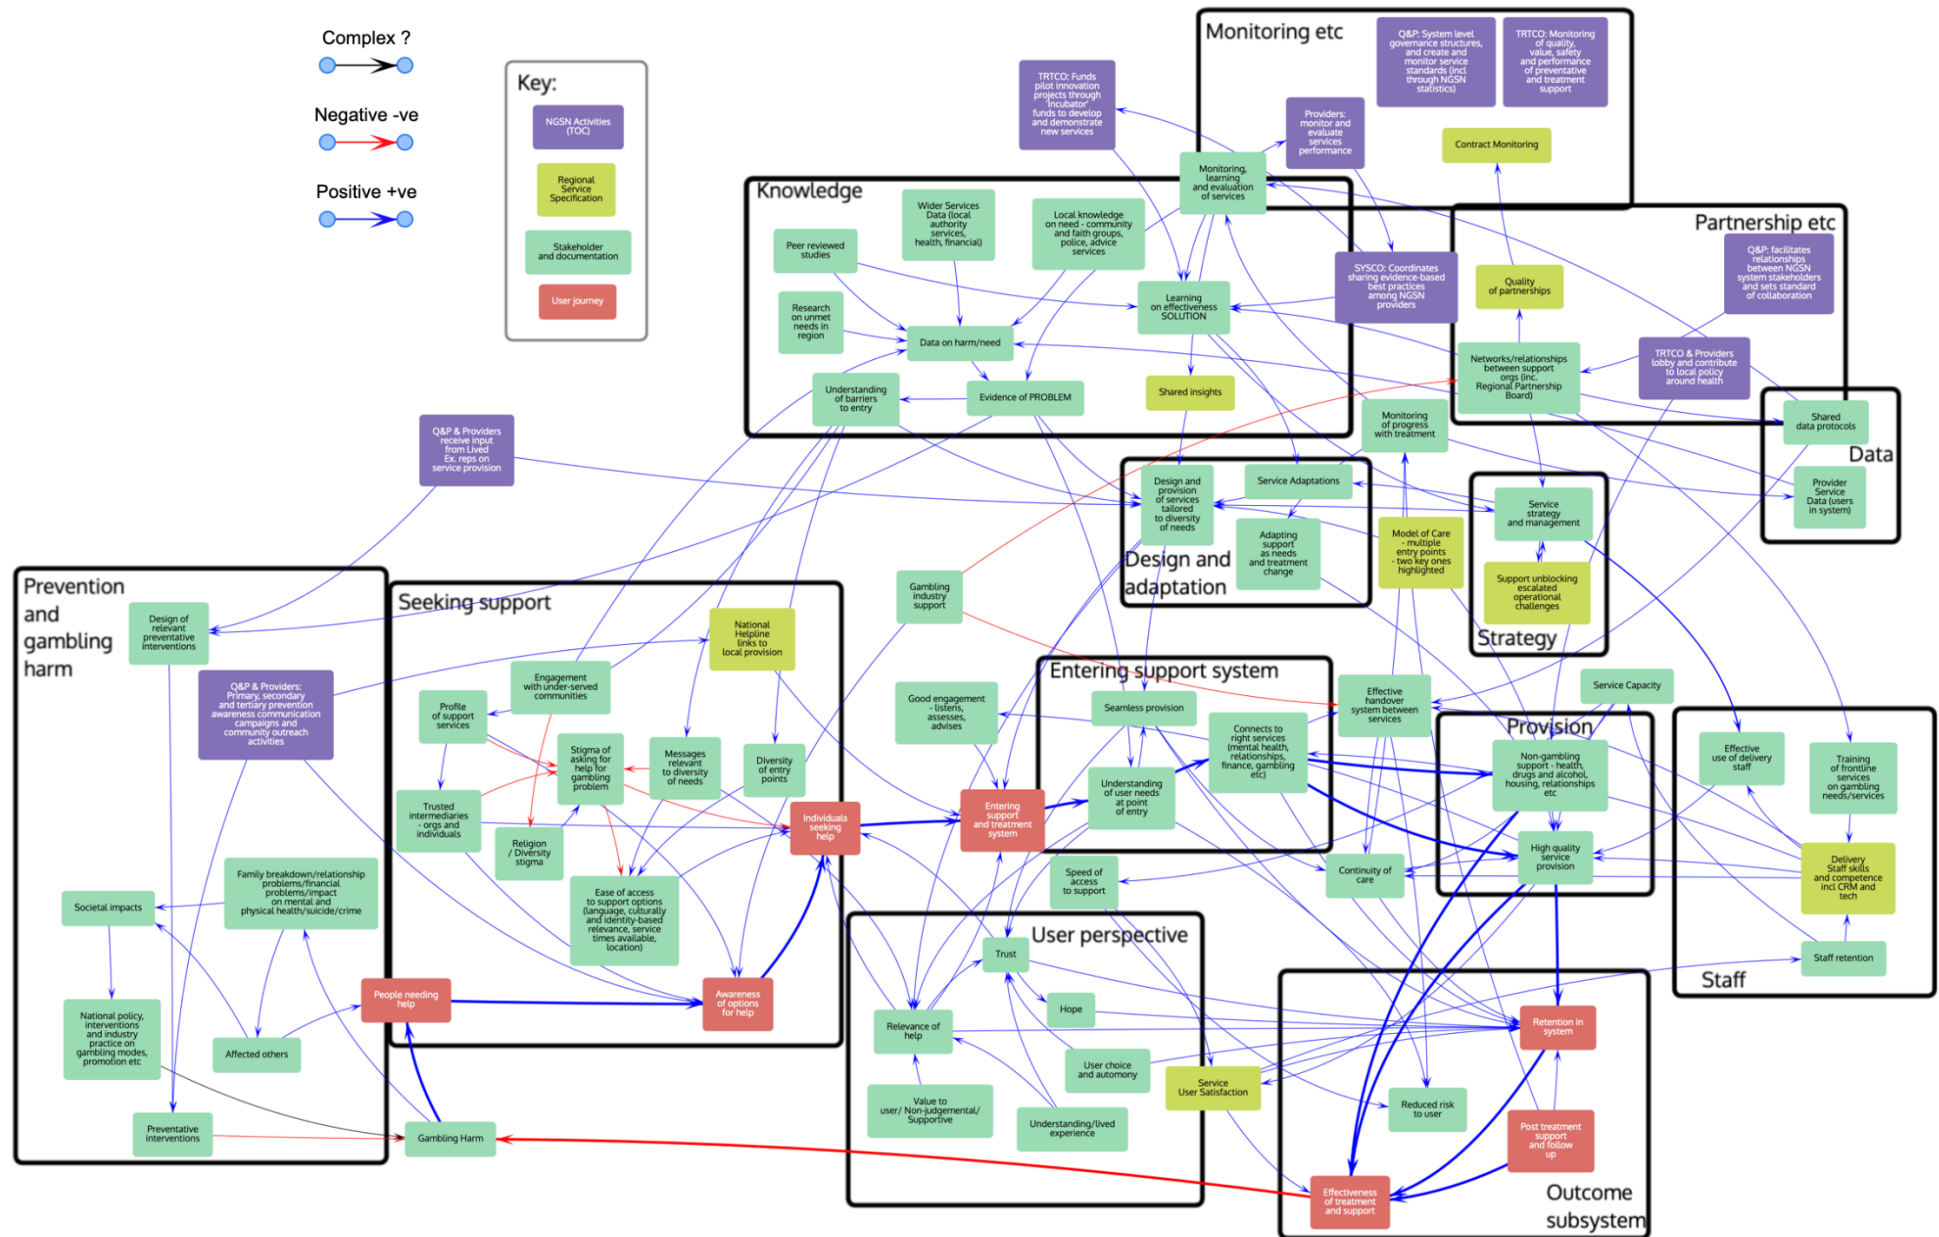 Complex ?
Negative -ve
Positive +ve
Key:
NGSN Activities
(TOC)
Regional
Service
Specification
Stakeholder
and documentation
User journey
Monitoring etc
Q&P: System level
governance structures,
and create and
monitor service
standards (incl
through NGSN
statistics)
TRTCO: Monitoring
of quality,
value, safety
and performance
of preventative
and treatment
support
TRTCO: Funds
pilot innovation
projects through
'Incubator'
funds to develop
and demonstrate
new services
Providers:
monitor and
evaluate
services
performance
Contract Monitoring
Monitoring,
learning
and evaluation
of services
Knowledge
Wider Services
Data (local
authority
services,
health, financial)
Local knowledge
on need - community
and faith groups,
police, advice
services
Peer reviewed
studies
Research
on unmet
needs in
region
Data on harm/need
Learning
on effectiveness
SOLUTION
SYSCO: Coordinates
sharing evidence-based
best practices
among NGSN
providers
Understanding
of barriers
to entry
Evidence of PROBLEM
Shared insights
Partnership etc
Q&P: facilitates
relationships
between NGSN
system stakeholders
and sets standard
of collaboration
Quality
of partnerships
Networks/relationships
between support
orgs (inc.
Regional Partnership
Board)
TRTCO & Providers
lobby and contribute
to local policy
around health
Shared
data protocols
Data
Provider
Service
Data (users
in system)
Monitoring
of progress
with treatment
Q&P & Providers
receive input
from Lived
Ex. reps on
service provision
Design and
provision
of services
tailored
to diversity
of needs
Service Adaptations
Adapting
support
as needs
and treatment
change
Design and
adaptation
Model of Care
- multiple
entry points
- two key ones
highlighted
Service
strategy
and management
Support unblocking
escalated
operational
challenges
Strategy
Prevention
and
gambling
harm
Design of
relevant
preventative
interventions
Q&P & Providers:
Primary, secondary
and tertiary prevention
awareness communication
campaigns and
community outreach
activities
Family breakdown/relationship
problems/financial
problems/impact
on mental and
physical health/suicide/crime
Societal impacts
National policy,
interventions
and industry
practice on
gambling modes,
promotion etc
Affected others
Preventative
interventions
Gambling Harm
People needing
help
Seeking support
National
Helpline
links to
local provision
Engagement
with under-served
communities
Profile
of support
services
Stigma of
asking for
help for
gambling
problem
Messages
relevant
to diversity
of needs
Diversity
of entry
points
Trusted
intermediaries
- orgs and
individuals
Religion
/ Diversity
stigma
Ease of access
to support options
(language, culturally
and identity-based
relevance, service
times available,
location)
Individuals
seeking
help
Awareness
of options
for help
Gambling
industry
support
Good engagement
- listens,
assesses,
advises
Entering
support
and treatment
system
Entering support system
Seamless provision
Understanding
of user needs
at point
of entry
Connects to
right services
(mental health,
relationships,
finance, gambling
etc)
Effective
handover
system between
services
Speed of
access
to support
Continuity of
care
Service Capacity
Provision
Non-gambling
support - health,
drugs and alcohol,
housing, relationships
etc
High quality
service
provision
Effective
use of delivery
staff
Training
of frontline
services
on gambling
needs/services
Delivery
Staff skills
and competence
incl CRM and
tech
Staff retention
Staff
User perspective
Trust
Hope
Relevance of
help
User choice
and automony
Value to
user/ Non-judgemental/
Supportive
Understanding/lived
experience
Service
User Satisfaction
Retention in
system
Reduced risk
to user
Post treatment
support
and follow
up
Effectiveness
of treatment
and support
Outcome
subsystem